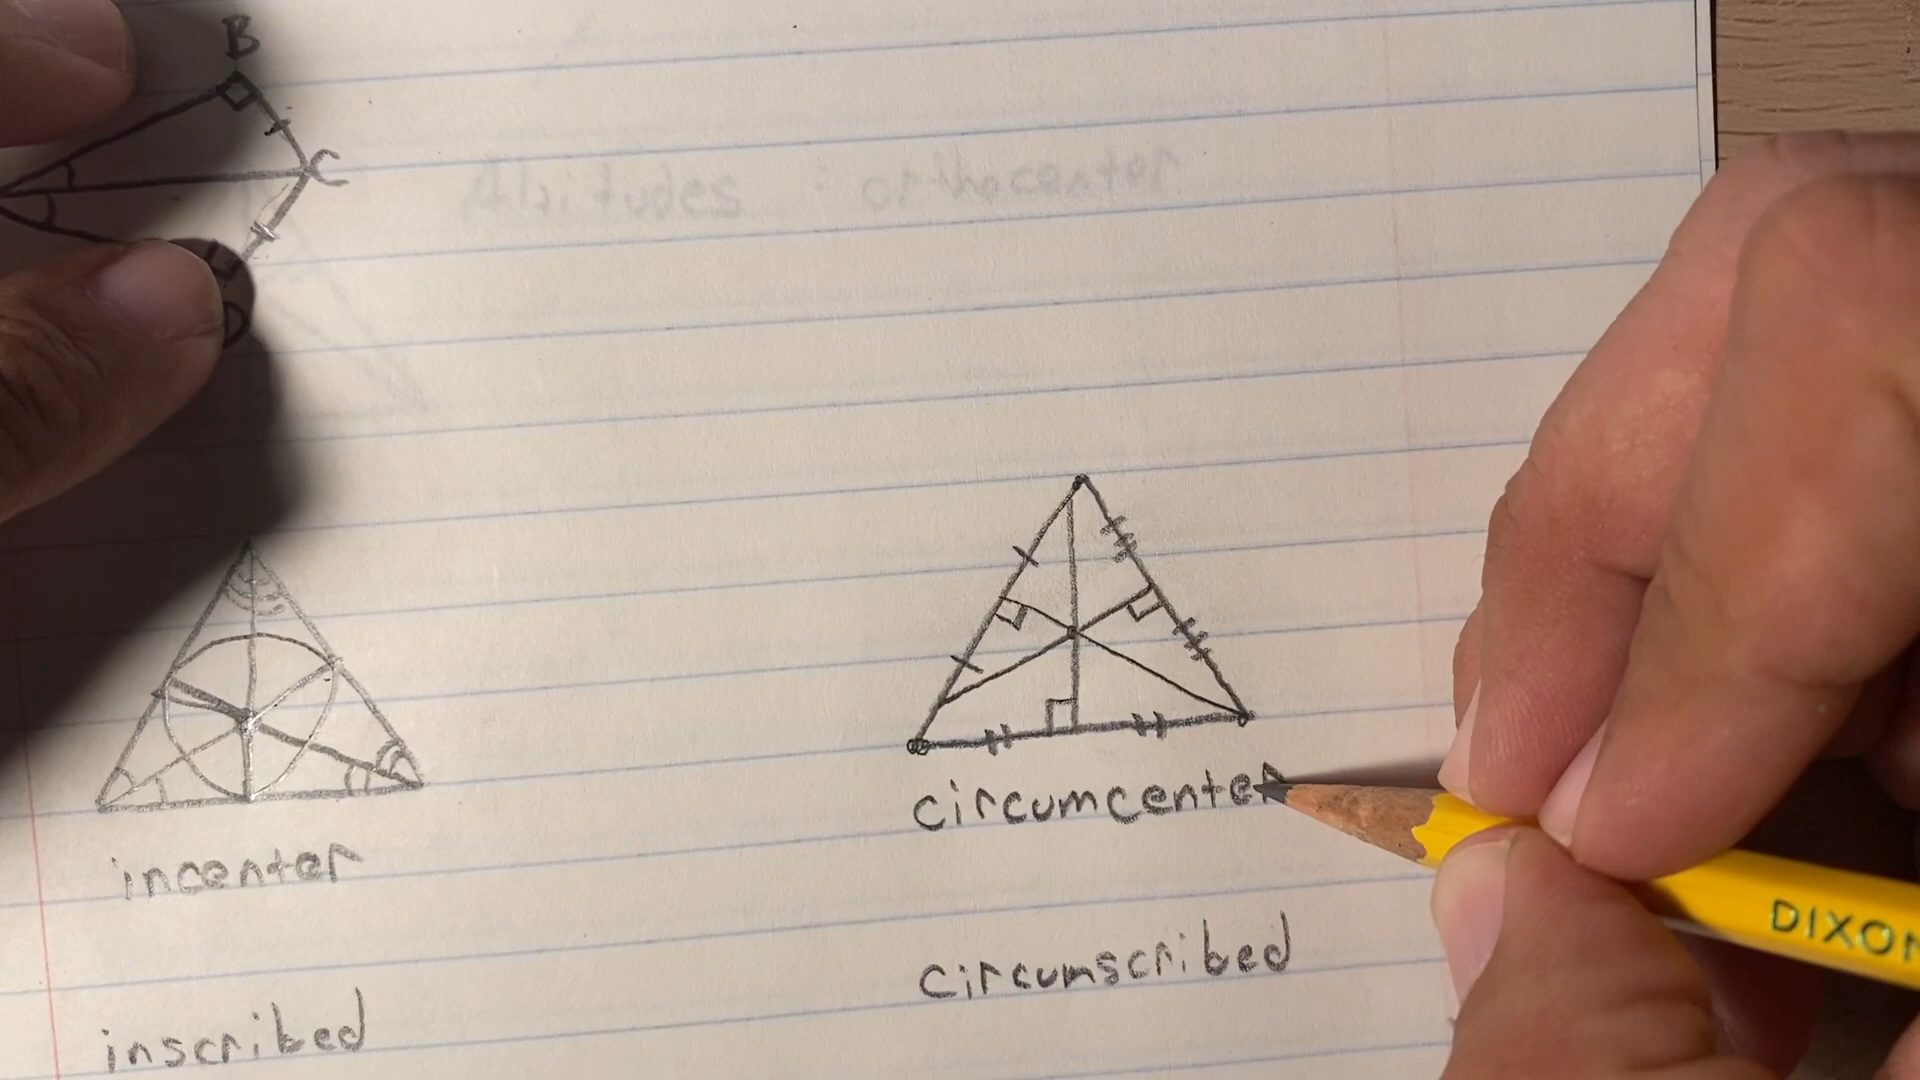 B
C
D
Altitudes : orthocenter
circumcenter
incenter
DIXON
circumscribed
inscribed